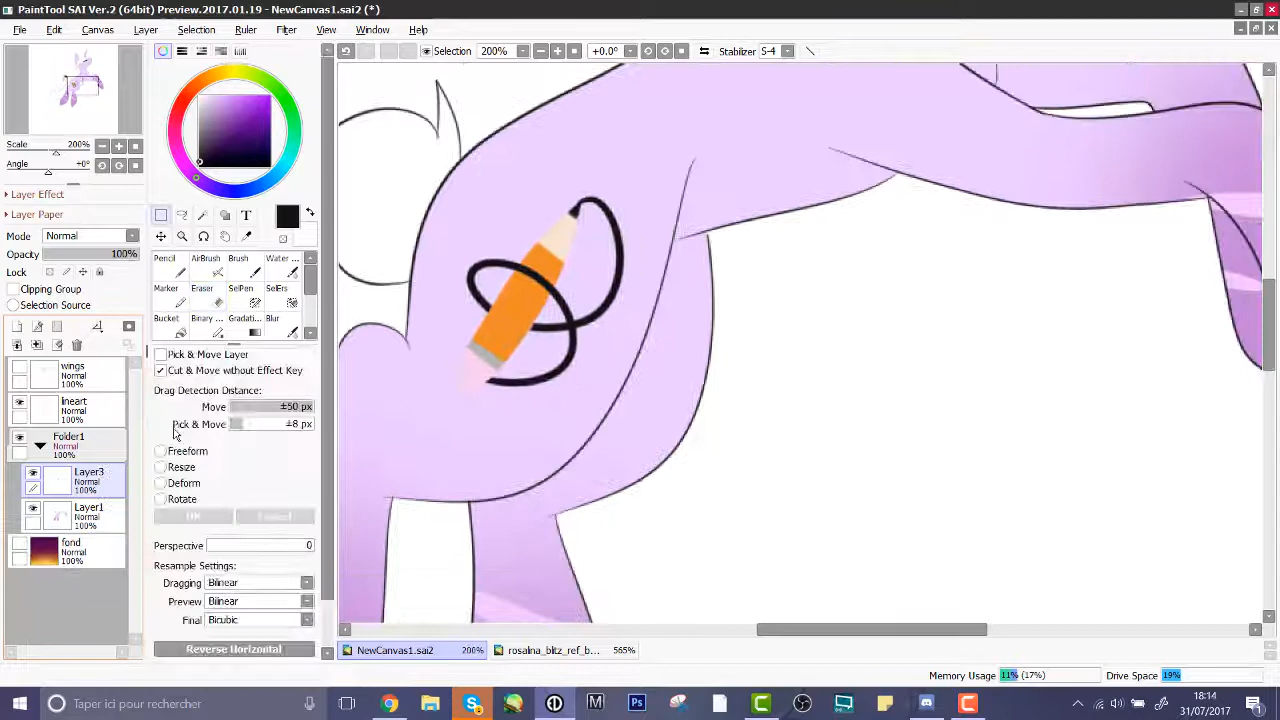 PaintTool SAI Ver.2 (64bit) Preview.2017.01.19 - NewCanvas1.sai2 (*)
File Edit Canvas Layer Selection Ruler Filter View Window Help
Selection 200% +0.0° Stabilizer S-4
Scale 200%
Angle +0°
Layer Effect
Layer Paper
Mode Normal
Opacity 100%
Lock
Clipping Group
Selection Source
wings
Normal
100%
lineart
Normal
100%
Folder1
Normal
100%
Layer3
Normal
100%
Layer1
Normal
100%
fond
Normal
100%
T
Pencil AirBrush Brush Water ...
Marker Eraser SelPen SelErs
Bucket Binary ... Gradati... Blur
Pick & Move Layer
Cut & Move without Effect Key
Drag Detection Distance:
Move ±50 px
Pick & Move ±8 px
Freeform
Resize
Deform
Rotate
OK Cancel
Perspective 0
Resample Settings:
Dragging Bilinear
Preview Bilinear
Final Bicubic
Reverse Horizontal
NewCanvas1.sai2 200% rosalna_blitz_ref_b... 565%
Memory Usage 11% (17%) Drive Space 19%
Taper ici pour rechercher
M
Ps
18:14
31/07/2017